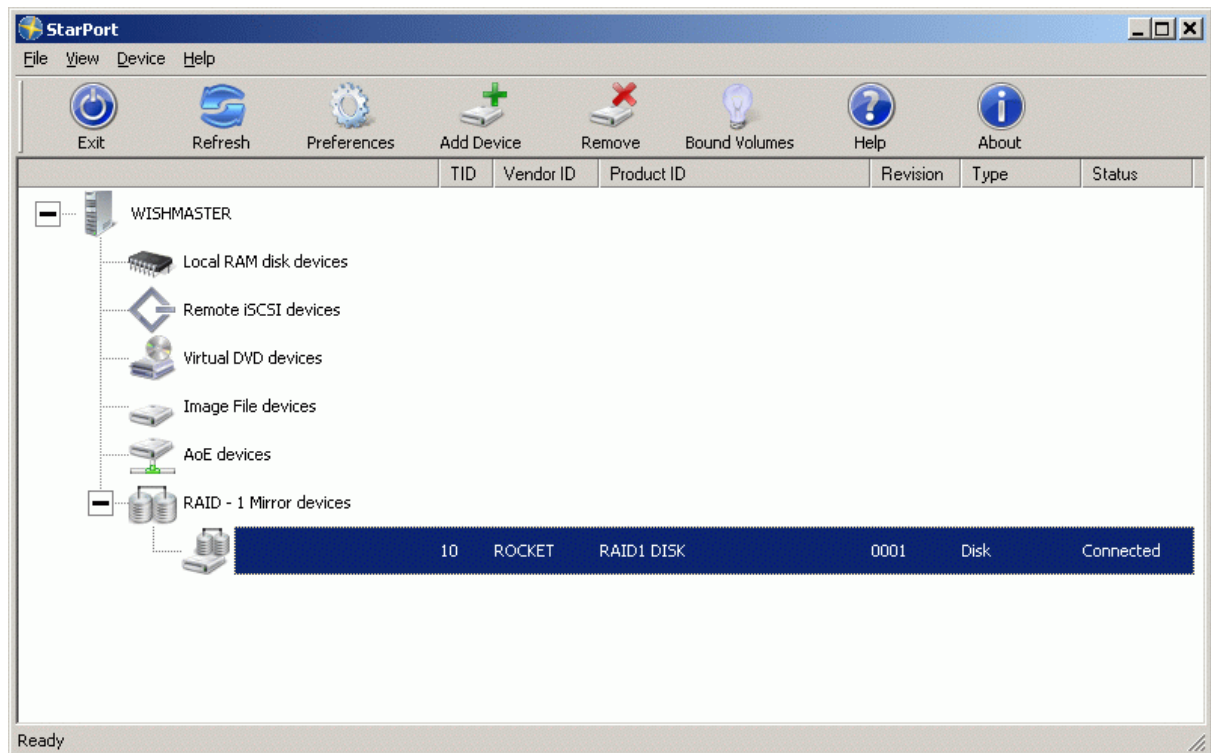 StarPort
File View Device Help
Exit Refresh Preferences Add Device Remove Bound Volumes Help About
TID Vendor ID Product ID Revision Type Status
WISHMASTER
Local RAM disk devices
Remote iSCSI devices
Virtual DVD devices
Image File devices
AoE devices
RAID - 1 Mirror devices
10 ROCKET RAID1 DISK 0001 Disk Connected
Ready